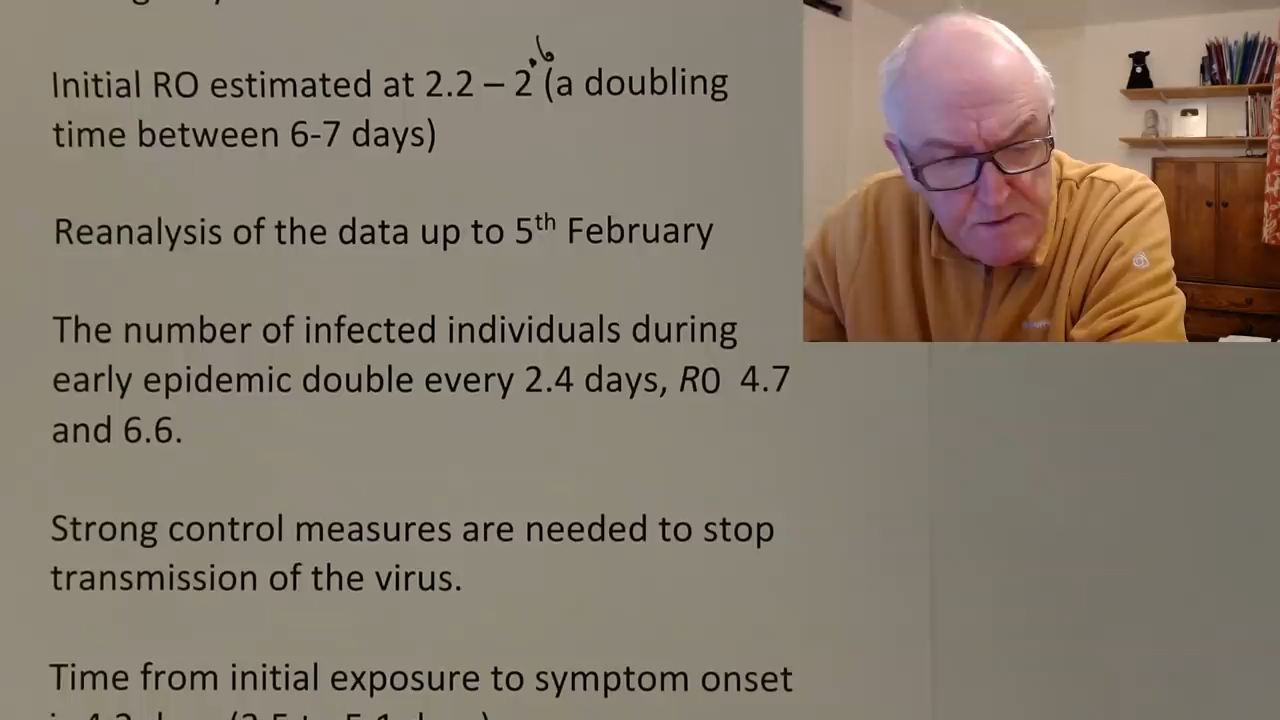 Initial RO estimated at 2.2 – 2.6 (a doubling
time between 6-7 days)
Reanalysis of the data up to 5th February
The number of infected individuals during
early epidemic double every 2.4 days, R0 4.7
and 6.6.
Strong control measures are needed to stop
transmission of the virus.
Time from initial exposure to symptom onset